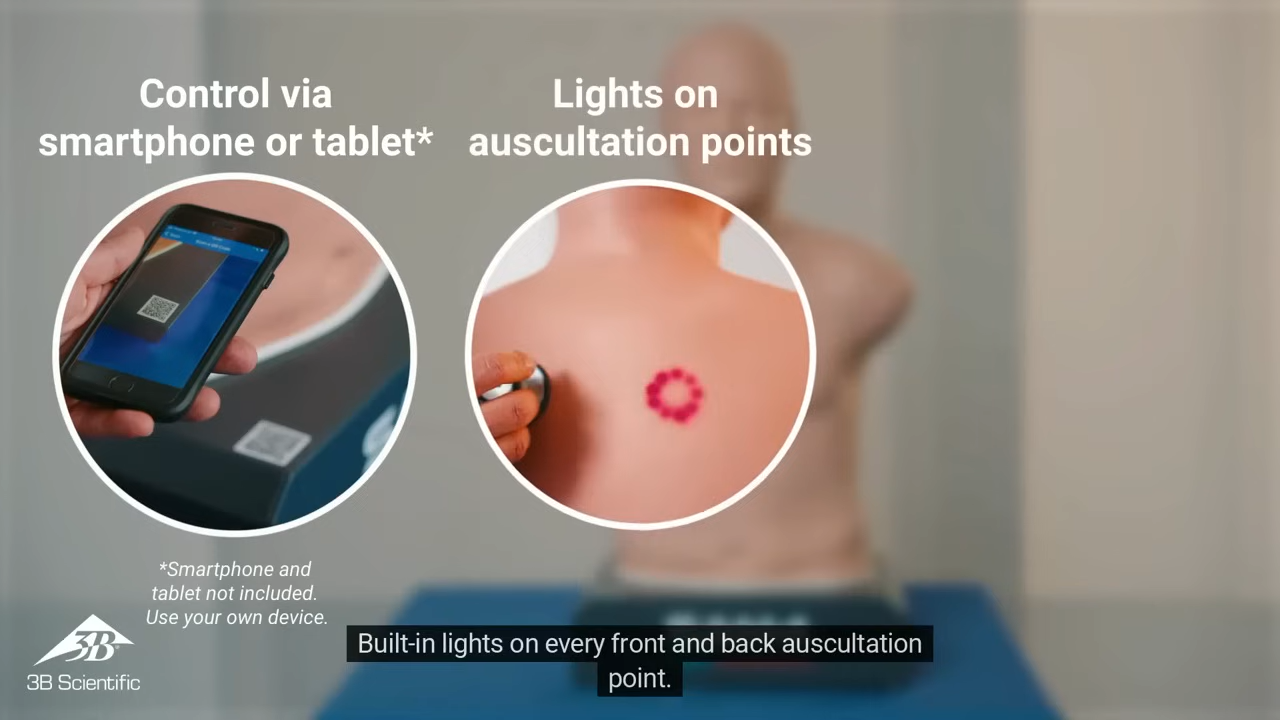 Control via
smartphone or tablet*
Lights on
auscultation points
*Smartphone and
tablet not included.
Use your own device.
3B
3B Scientific
Built-in lights on every front and back auscultation
point.